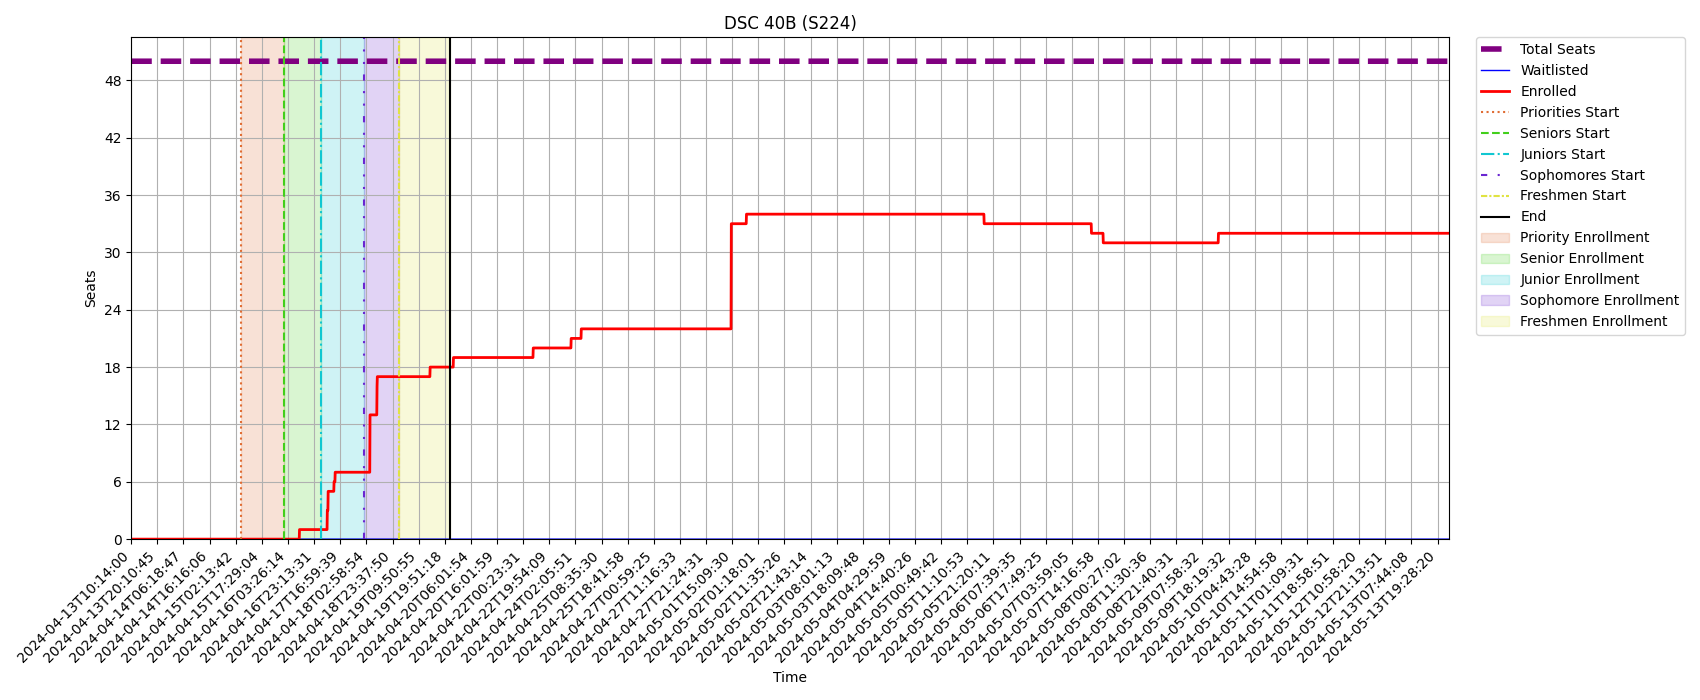 DSC 40B (S224)
Seats
48
42
36
30
24
18
12
6
0
2024-04-13T10:14:00
2024-04-13T20:10:45
2024-04-14T06:18:47
2024-04-14T16:16:06
2024-04-15T02:13:42
2024-04-15T17:29:04
2024-04-16T03:26:14
2024-04-16T23:13:31
2024-04-17T16:59:39
2024-04-18T02:58:54
2024-04-18T23:37:50
2024-04-19T09:50:55
2024-04-19T19:51:18
2024-04-20T06:01:54
2024-04-20T16:01:59
2024-04-22T00:23:31
2024-04-22T19:54:09
2024-04-24T02:05:51
2024-04-25T08:35:30
2024-04-25T18:41:58
2024-04-27T00:59:25
2024-04-27T11:16:33
2024-04-27T21:24:31
2024-05-01T15:09:30
2024-05-02T01:18:01
2024-05-02T11:35:26
2024-05-02T21:43:14
2024-05-03T08:01:13
2024-05-03T18:09:48
2024-05-04T04:29:59
2024-05-04T14:40:26
2024-05-05T00:49:42
2024-05-05T11:10:53
2024-05-05T21:20:11
2024-05-06T07:39:35
2024-05-06T17:49:25
2024-05-07T03:59:05
2024-05-07T14:16:58
2024-05-08T00:27:02
2024-05-08T11:30:36
2024-05-08T21:40:31
2024-05-09T07:58:32
2024-05-09T18:19:32
2024-05-10T04:43:28
2024-05-10T14:54:58
2024-05-11T01:09:31
2024-05-11T18:58:51
2024-05-12T10:58:20
2024-05-12T21:13:51
2024-05-13T07:44:08
2024-05-13T19:28:20
Time
Total Seats
Waitlisted
Enrolled
Priorities Start
Seniors Start
Juniors Start
Sophomores Start
Freshmen Start
End
Priority Enrollment
Senior Enrollment
Junior Enrollment
Sophomore Enrollment
Freshmen Enrollment